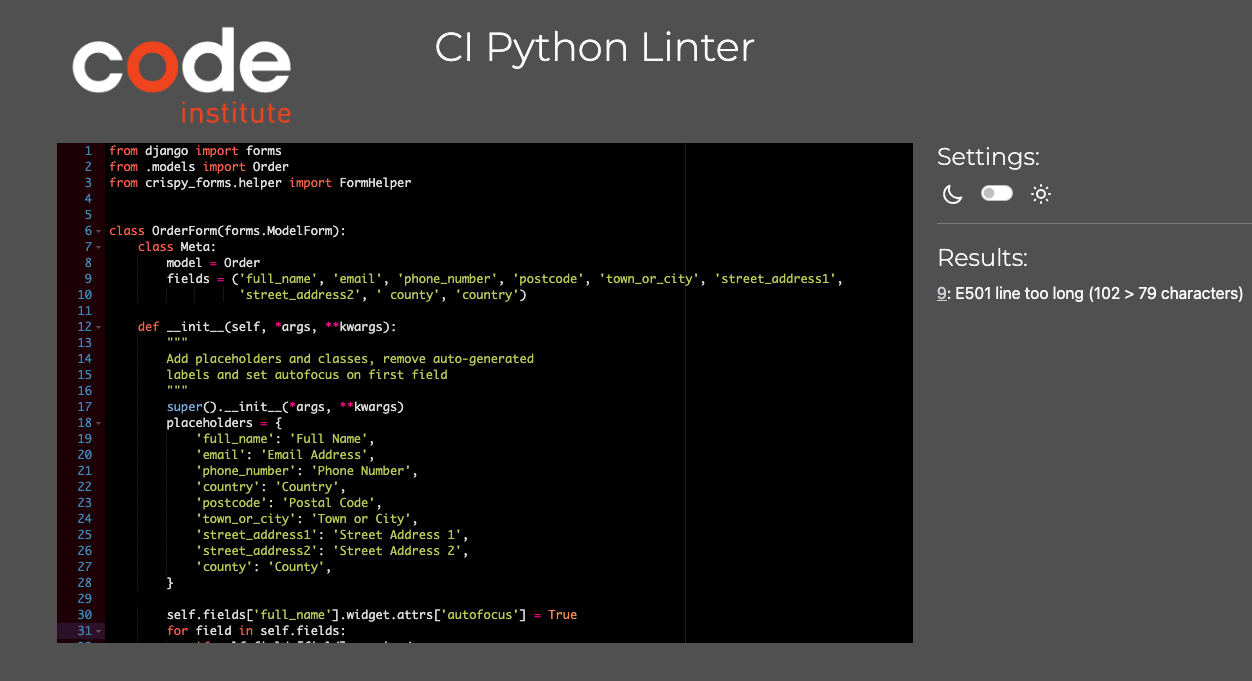 code
institute
CI Python Linter
1 from django import forms
2 from .models import Order
3 from crispy_forms.helper import FormHelper
4
5
6 class OrderForm(forms.ModelForm):
7     class Meta:
8         model = Order
9         fields = ('full_name', 'email', 'phone_number', 'postcode', 'town_or_city', 'street_address1',
10                   'street_address2', ' county', 'country')
11
12     def __init__(self, *args, **kwargs):
13         """
14         Add placeholders and classes, remove auto-generated
15         labels and set autofocus on first field
16         """
17         super().__init__(*args, **kwargs)
18         placeholders = {
19             'full_name': 'Full Name',
20             'email': 'Email Address',
21             'phone_number': 'Phone Number',
22             'country': 'Country',
23             'postcode': 'Postal Code',
24             'town_or_city': 'Town or City',
25             'street_address1': 'Street Address 1',
26             'street_address2': 'Street Address 2',
27             'county': 'County',
28         }
29
30         self.fields['full_name'].widget.attrs['autofocus'] = True
31         for field in self.fields:
Settings:
Results:
9: E501 line too long (102 > 79 characters)